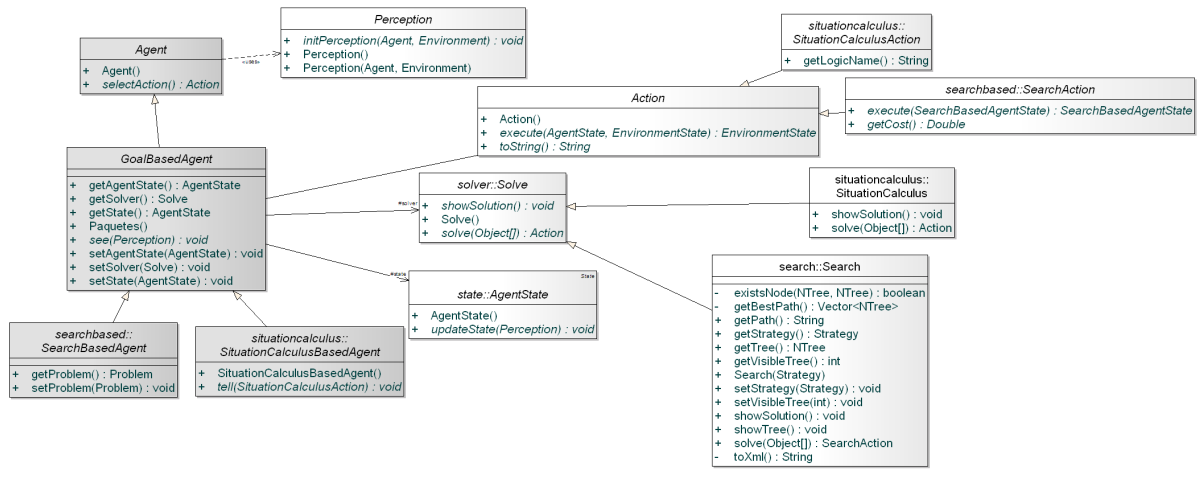 Agent
+ Agent()
+ selectAction() : Action
Perception
+ initPerception(Agent, Environment) : void
+ Perception()
+ Perception(Agent, Environment)
situationcalculus::
SituationCalculusAction
+ getLogicName() : String
Action
+ Action()
+ execute(AgentState, EnvironmentState) : EnvironmentState
+ toString() : String
searchbased::SearchAction
+ execute(SearchBasedAgentState) : SearchBasedAgentState
+ getCost() : Double
GoalBasedAgent
+ getAgentState() : AgentState
+ getSolver() : Solve
+ getState() : AgentState
+ Paquetes()
+ see(Perception) : void
+ setAgentState(AgentState) : void
+ setSolver(Solve) : void
+ setState(AgentState) : void
#solver
solver::Solve
+ showSolution() : void
+ Solve()
+ solve(Object[]) : Action
situationcalculus::
SituationCalculus
+ showSolution() : void
+ solve(Object[]) : Action
#state
State
state::AgentState
+ AgentState()
+ updateState(Perception) : void
search::Search
- existsNode(NTree, NTree) : boolean
- getBestPath() : Vector<NTree>
+ getPath() : String
+ getStrategy() : Strategy
+ getTree() : NTree
+ getVisibleTree() : int
+ Search(Strategy)
+ setStrategy(Strategy) : void
+ setVisibleTree(int) : void
+ showSolution() : void
+ showTree() : void
+ solve(Object[]) : SearchAction
- toXml() : String
searchbased::
SearchBasedAgent
+ getProblem() : Problem
+ setProblem(Problem) : void
situationcalculus::
SituationCalculusBasedAgent
+ SituationCalculusBasedAgent()
+ tell(SituationCalculusAction) : void